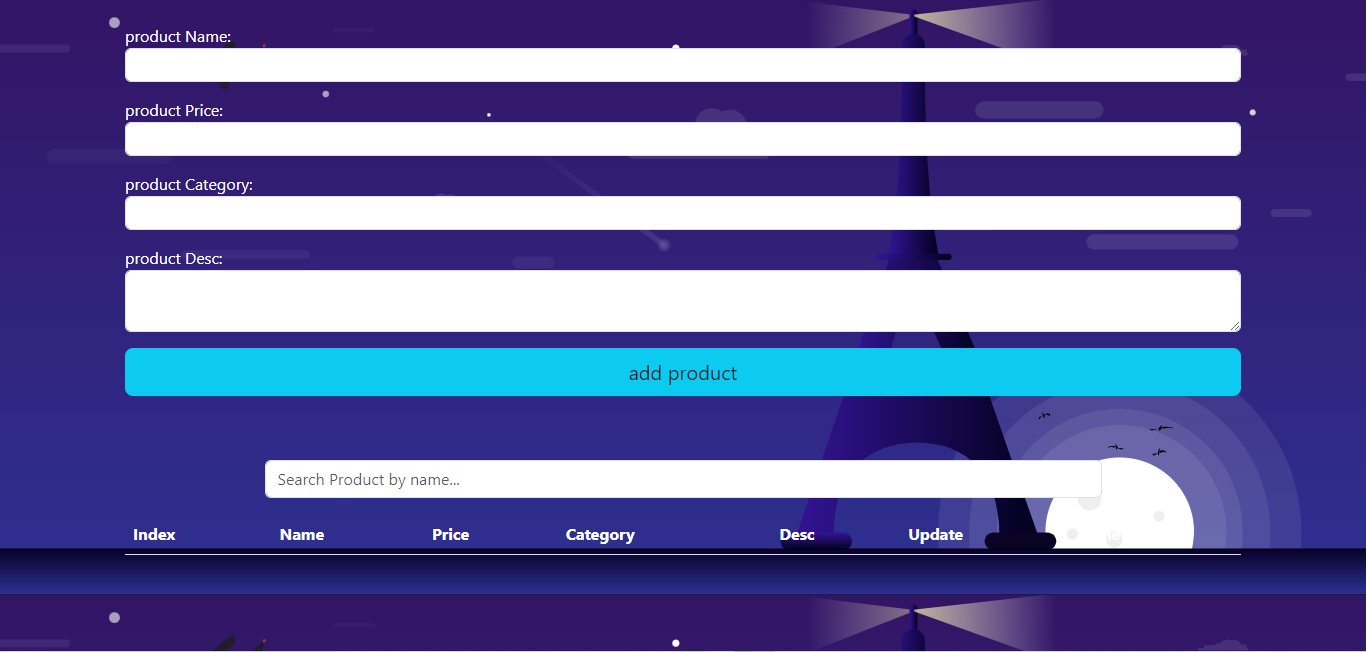 product Name:
product Price:
product Category:
product Desc:
add product
Search Product by name...
Index Name Price Category Desc Update